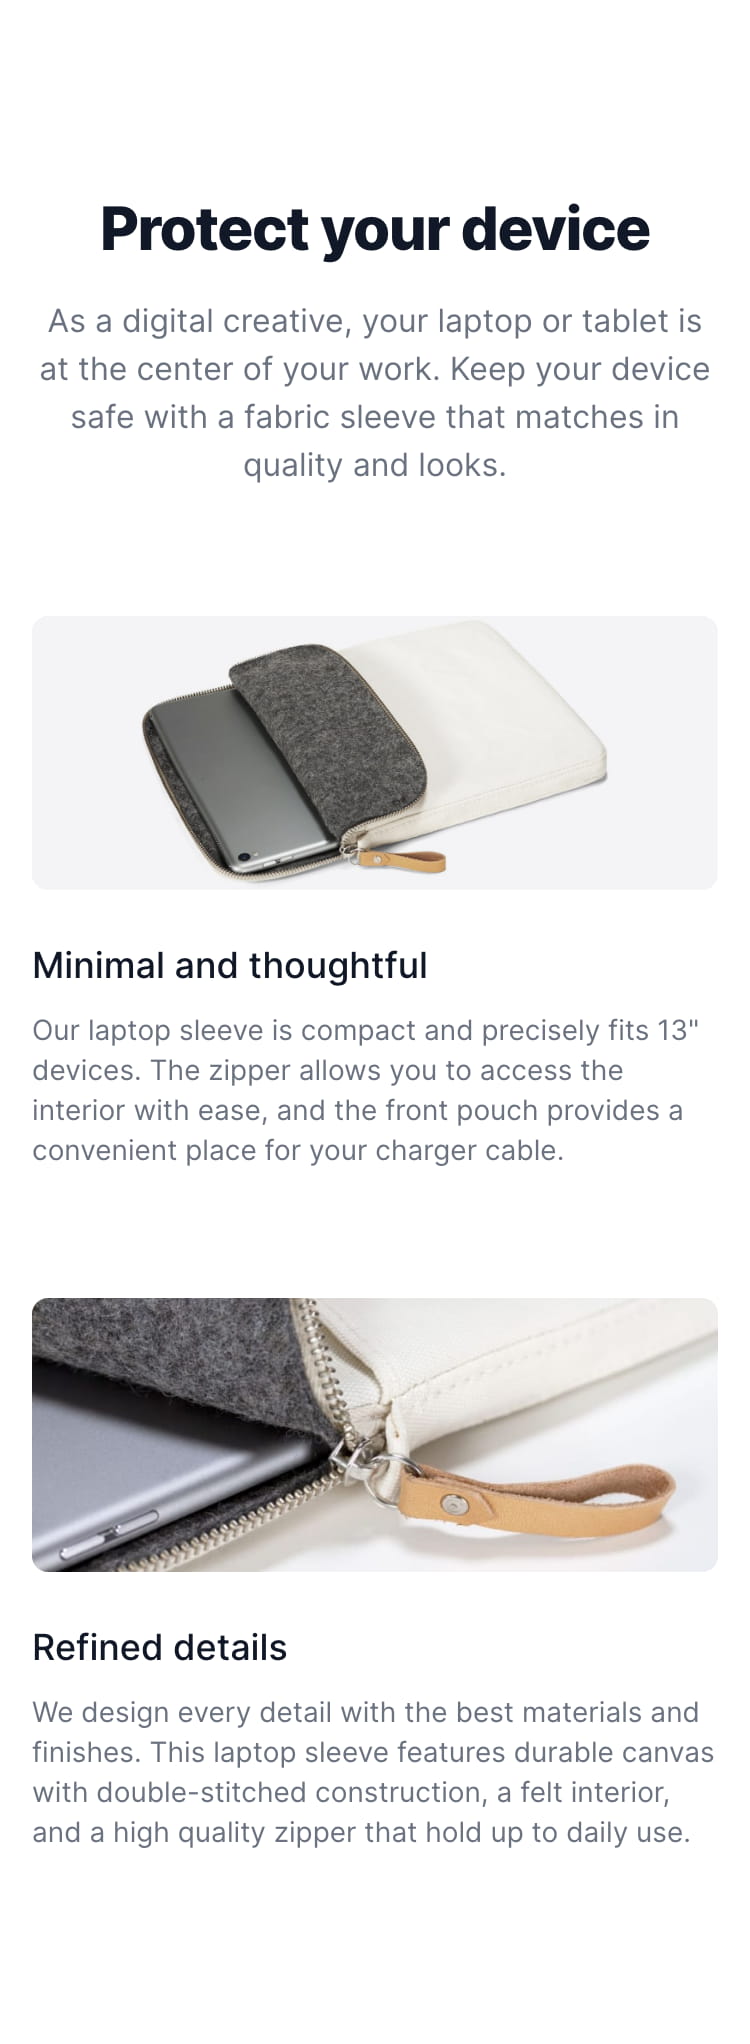 Protect your device
As a digital creative, your laptop or tablet is
at the center of your work. Keep your device
safe with a fabric sleeve that matches in
quality and looks.
Minimal and thoughtful
Our laptop sleeve is compact and precisely fits 13"
devices. The zipper allows you to access the
interior with ease, and the front pouch provides a
convenient place for your charger cable.
Refined details
We design every detail with the best materials and
finishes. This laptop sleeve features durable canvas
with double-stitched construction, a felt interior,
and a high quality zipper that hold up to daily use.